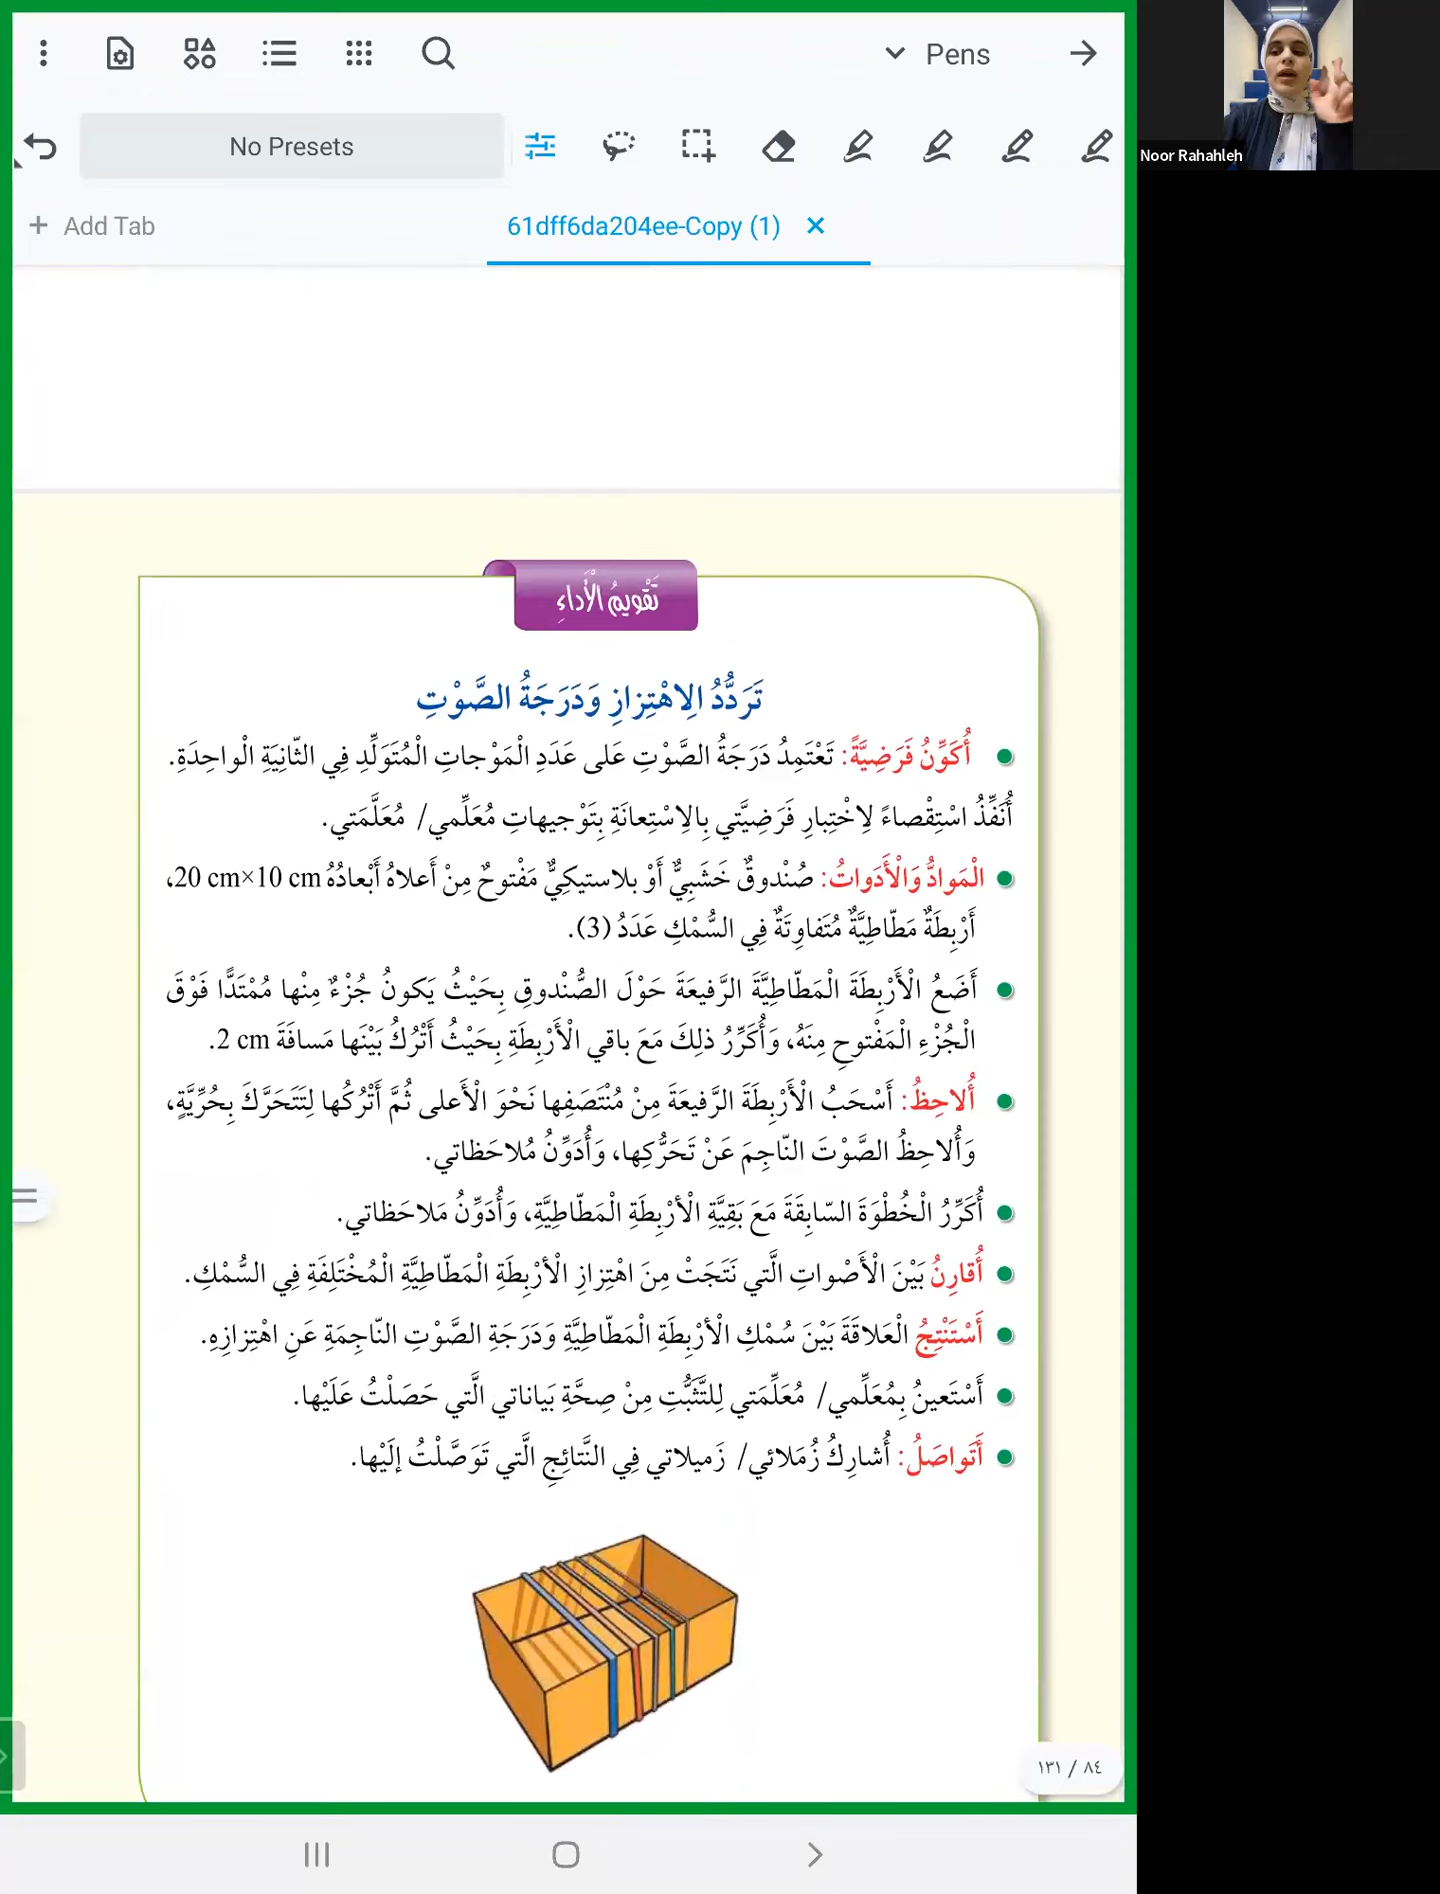 Pens
No Presets
Add Tab
61dff6da204ee-Copy (1)
Noor Rahahleh
تَقْويمُ الْأَداءِ
تَرَدُّدُ الِاهْتِزازِ وَدَرَجَةُ الصَّوْتِ
أُكَوِّنُ فَرَضِيَّةً: تَعْتَمِدُ دَرَجَةُ الصَّوْتِ عَلى عَدَدِ الْمَوْجاتِ الْمُتَوَلِّدِ فِي الثّانِيَةِ الْواحِدَةِ.
أُنَفِّذُ اسْتِقْصاءً لِاخْتِبارِ فَرَضِيَّتي بِالِاسْتِعانَةِ بِتَوْجيهاتِ مُعَلِّمي/ مُعَلَّمَتي.
الْمَوادُّ وَالْأَدَواتُ: صُنْدوقٌ خَشَبِيٌّ أَوْ بلاستيكِيٌّ مَفْتوحٌ مِنْ أَعلاهُ أَبْعادُهُ 20 cm×10 cm،
أَرْبِطَةٌ مَطّاطِيَّةٌ مُتَفاوِتَةٌ فِي السُّمْكِ عَدَدُ (3).
أَضَعُ الْأَرْبِطَةَ الْمَطّاطِيَّةَ الرَّفيعَةَ حَوْلَ الصُّنْدوقِ بِحَيْثُ يَكونُ جُزْءٌ مِنْها مُمْتَدًّا فَوْقَ
الْجُزْءِ الْمَفْتوحِ مِنَهُ، وَأُكَرِّرُ ذلِكَ مَعَ باقي الْأَرْبِطَةِ بِحَيْثُ أَتْرُكُ بَيْنَها مَسافَةَ 2 cm.
أُلاحِظُ: أَسْحَبُ الْأَرْبِطَةَ الرَّفيعَةَ مِنْ مُنْتَصَفِها نَحْوَ الْأَعلى ثُمَّ أَتْرُكُها لِتَتَحَرَّكَ بِحُرِّيَّةٍ،
وَأُلاحِظُ الصَّوْتَ النّاجِمَ عَنْ تَحَرُّكِها، وَأُدَوِّنُ مُلاحَظاتي.
أُكَرِّرُ الْخُطْوَةَ السّابِقَةَ مَعَ بَقِيَّةِ الْأَرْبِطَةِ الْمَطّاطِيَّةِ، وَأُدَوِّنُ مَلاحَظاتي.
أُقارِنُ بَيْنَ الْأَصْواتِ الَّتي نَتَجَتْ مِنَ اهْتِزازِ الْأَرْبِطَةِ الْمَطّاطِيَّةِ الْمُخْتَلِفَةِ فِي السُّمْكِ.
أَسْتَنْتِجُ الْعَلاقَةَ بَيْنَ سُمْكِ الْأَرْبِطَةِ الْمَطّاطِيَّةِ وَدَرَجَةِ الصَّوْتِ النّاجِمَةِ عَنِ اهْتِزازِهِ.
أَسْتَعينُ بِمُعَلِّمي/ مُعَلِّمَتي لِلتَّثَبُّتِ مِنْ صِحَّةِ بَياناتي الَّتي حَصَلْتُ عَلَيْها.
أَتَواصَلُ: أُشارِكُ زُمَلائي/ زَميلاتي فِي النَّتائِجِ الَّتي تَوَصَّلْتُ إلَيْها.
٨٤ / ١٣١